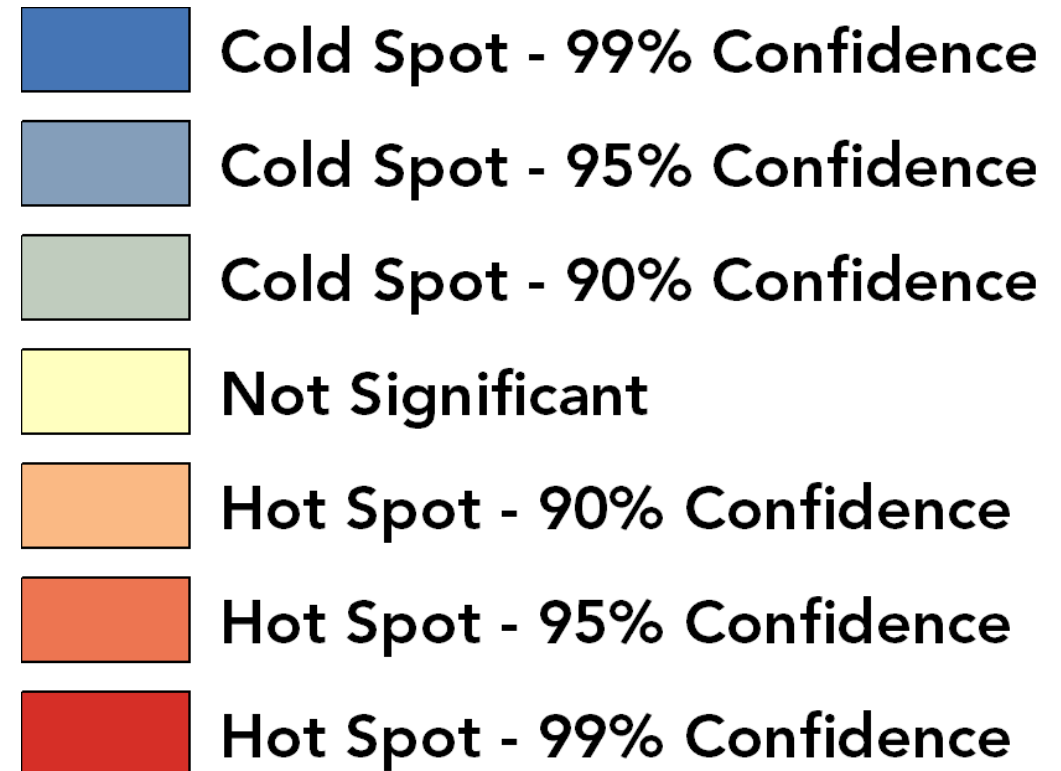 Cold Spot - 99% Confidence
Cold Spot - 95% Confidence
Cold Spot - 90% Confidence
Not Significant
Hot Spot - 90% Confidence
Hot Spot - 95% Confidence
Hot Spot - 99% Confidence